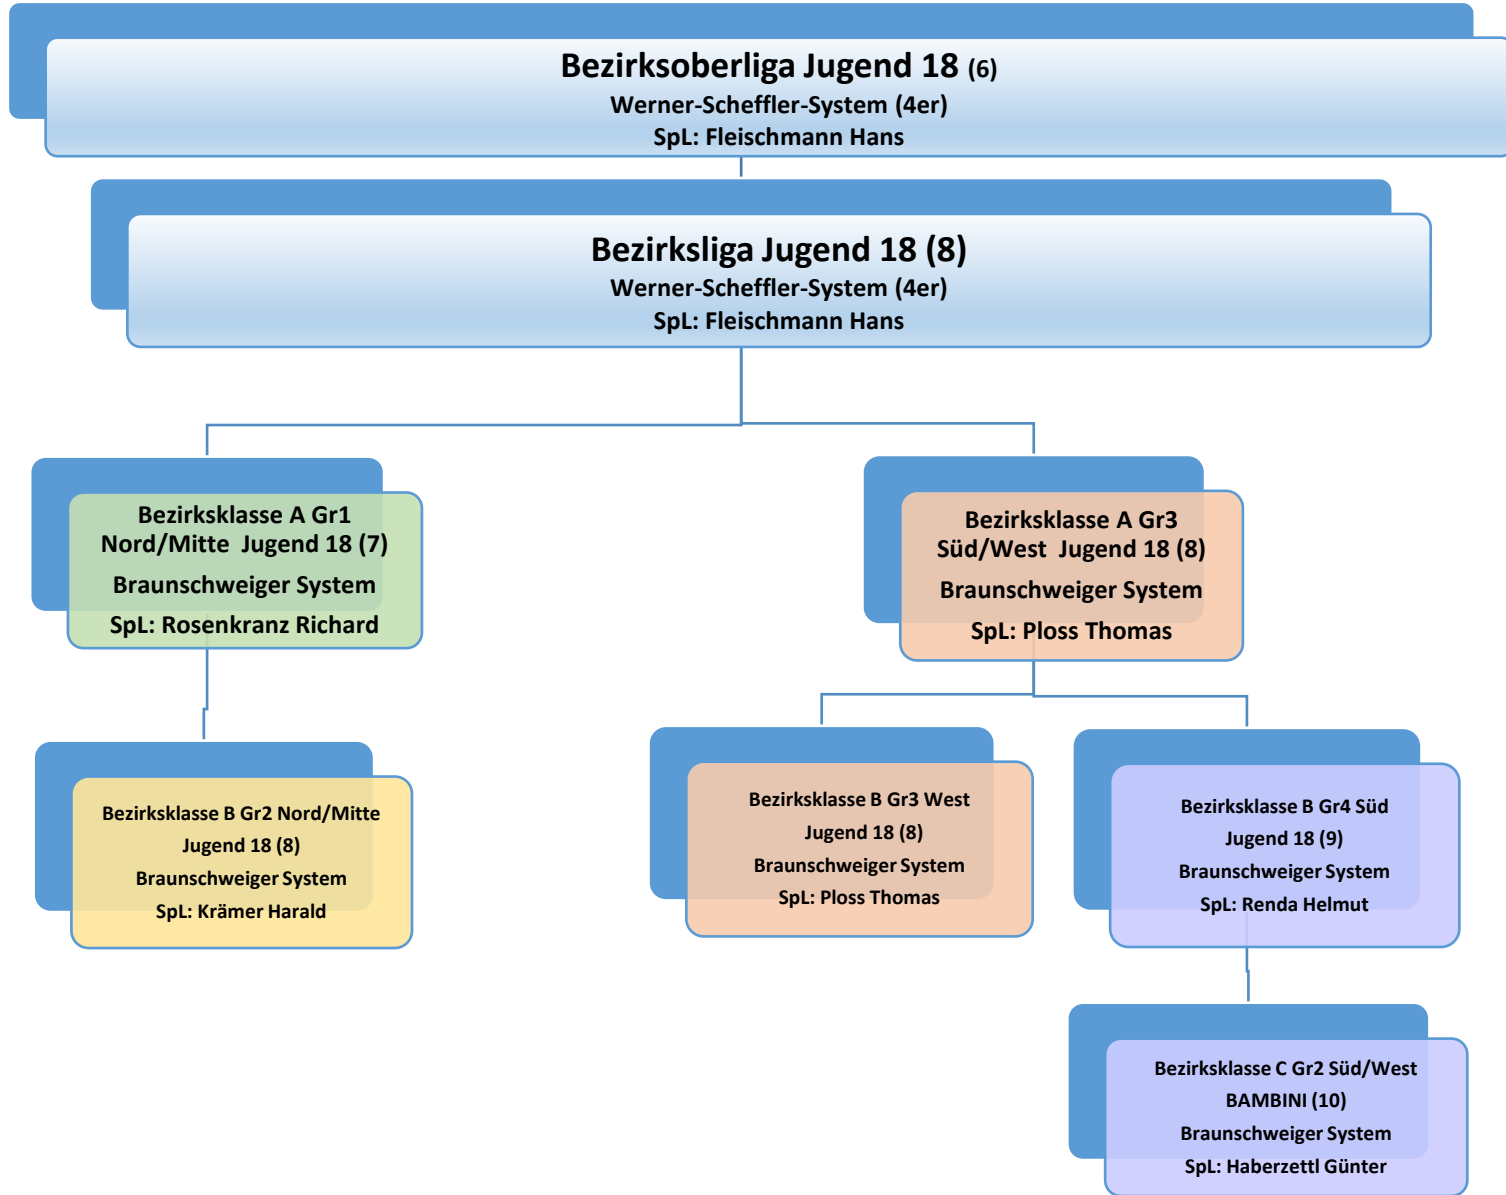 Bezirksoberliga Jugend 18 (6)
Werner-Scheffler-System (4er)
SpL: Fleischmann Hans
Bezirksliga Jugend 18 (8)
Werner-Scheffler-System (4er)
SpL: Fleischmann Hans
Bezirksklasse A Gr1
Nord/Mitte Jugend 18 (7)
Braunschweiger System
SpL: Rosenkranz Richard
Bezirksklasse A Gr3
Süd/West Jugend 18 (8)
Braunschweiger System
SpL: Ploss Thomas
Bezirksklasse B Gr2 Nord/Mitte
Jugend 18 (8)
Braunschweiger System
SpL: Krämer Harald
Bezirksklasse B Gr3 West
Jugend 18 (8)
Braunschweiger System
SpL: Ploss Thomas
Bezirksklasse B Gr4 Süd
Jugend 18 (9)
Braunschweiger System
SpL: Renda Helmut
Bezirksklasse C Gr2 Süd/West
BAMBINI (10)
Braunschweiger System
SpL: Haberzettl Günter